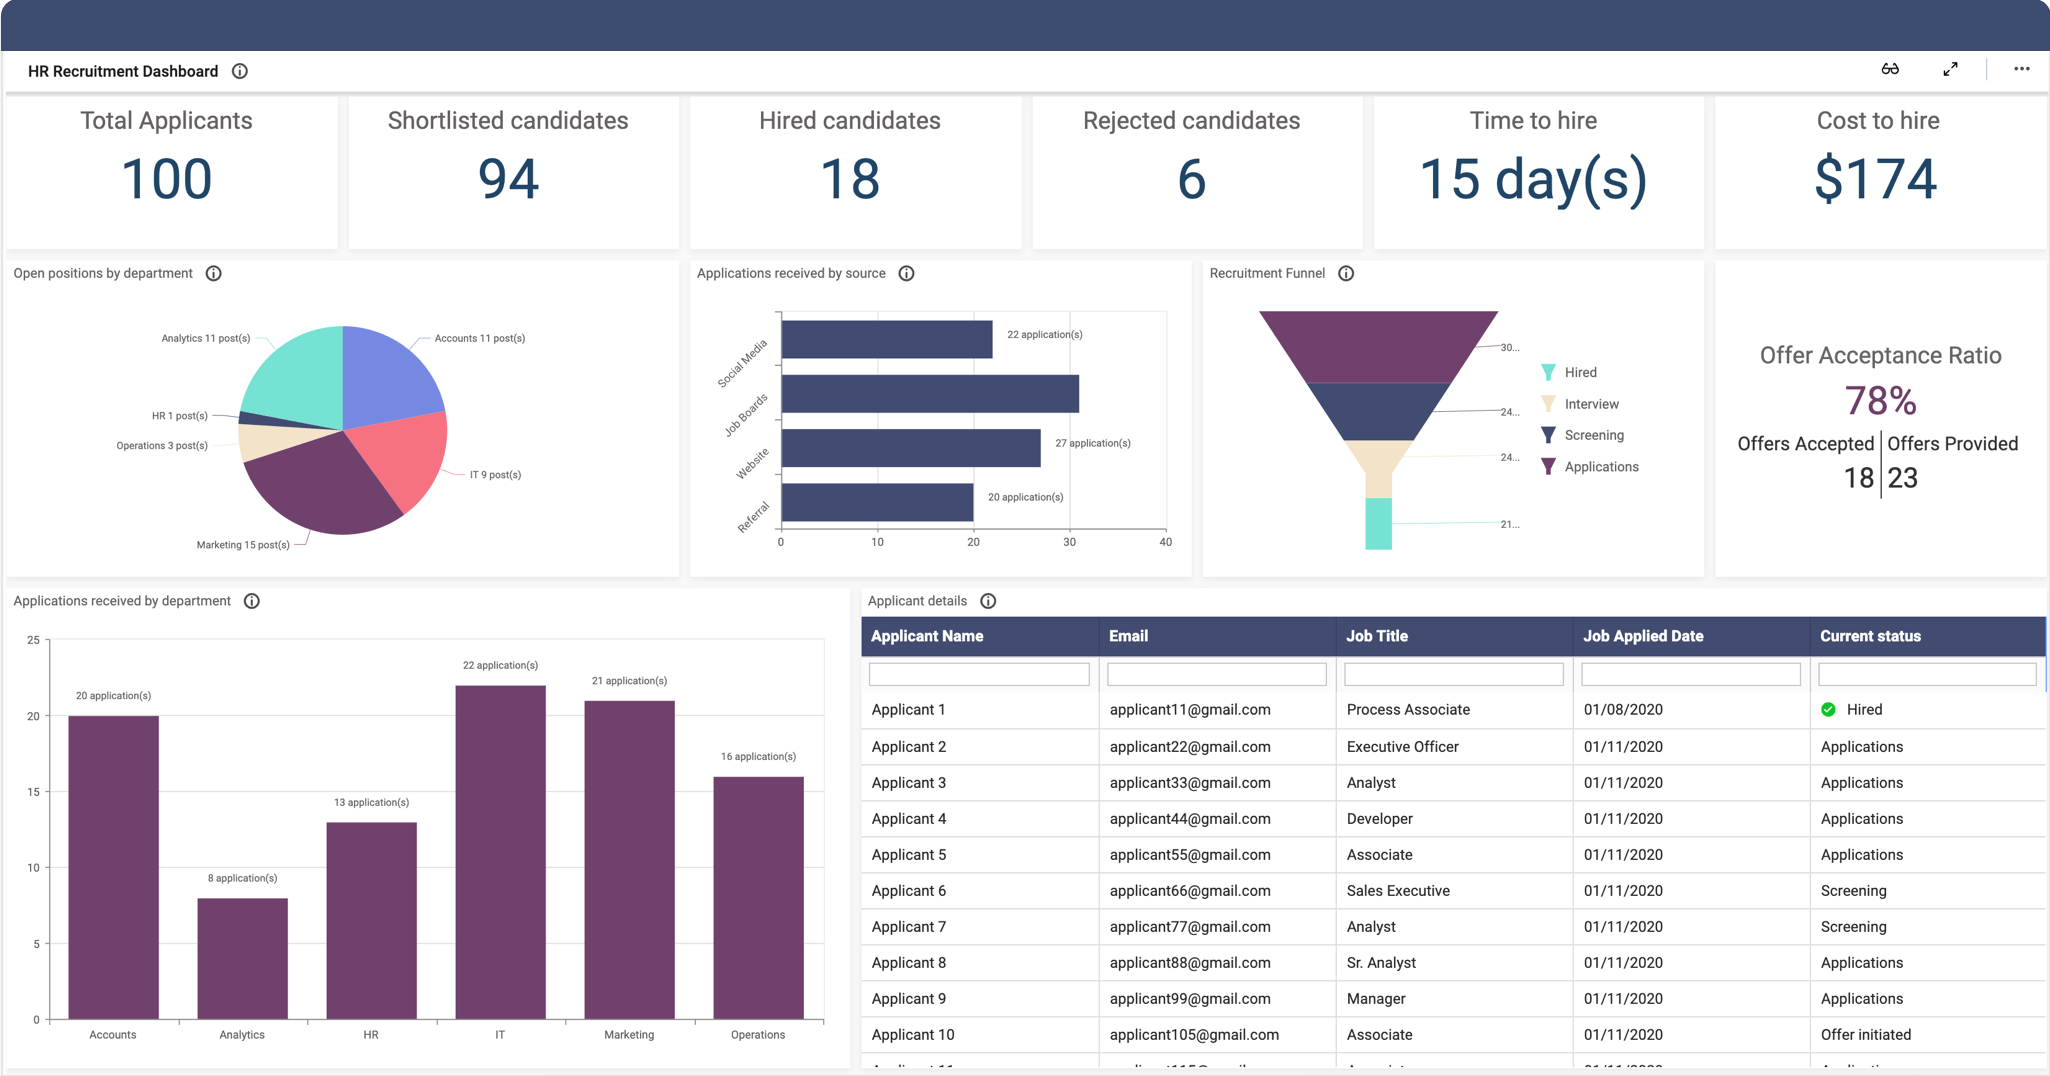 HR Recruitment Dashboard
Total Applicants
100
Shortlisted candidates
94
Hired candidates
18
Rejected candidates
6
Time to hire
15 day(s)
Cost to hire
$174
Open positions by department
Analytics 11 post(s)
Accounts 11 post(s)
HR 1 post(s)
Operations 3 post(s)
IT 9 post(s)
Marketing 15 post(s)
Applications received by source
Social Media
22 application(s)
Job Boards
Website
27 application(s)
Referral
20 application(s)
0 10 20 30 40
Recruitment Funnel
30...
24...
24...
21...
Hired
Interview
Screening
Applications
Offer Acceptance Ratio
78%
Offers Accepted Offers Provided
18 23
Applications received by department
25
20
15
10
5
0
20 application(s)
8 application(s)
13 application(s)
22 application(s)
21 application(s)
16 application(s)
Accounts Analytics HR IT Marketing Operations
Applicant details
Applicant Name Email Job Title Job Applied Date Current status
Applicant 1 applicant11@gmail.com Process Associate 01/08/2020 Hired
Applicant 2 applicant22@gmail.com Executive Officer 01/11/2020 Applications
Applicant 3 applicant33@gmail.com Analyst 01/11/2020 Applications
Applicant 4 applicant44@gmail.com Developer 01/11/2020 Applications
Applicant 5 applicant55@gmail.com Associate 01/11/2020 Applications
Applicant 6 applicant66@gmail.com Sales Executive 01/11/2020 Screening
Applicant 7 applicant77@gmail.com Analyst 01/11/2020 Screening
Applicant 8 applicant88@gmail.com Sr. Analyst 01/11/2020 Applications
Applicant 9 applicant99@gmail.com Manager 01/11/2020 Applications
Applicant 10 applicant105@gmail.com Associate 01/11/2020 Offer initiated